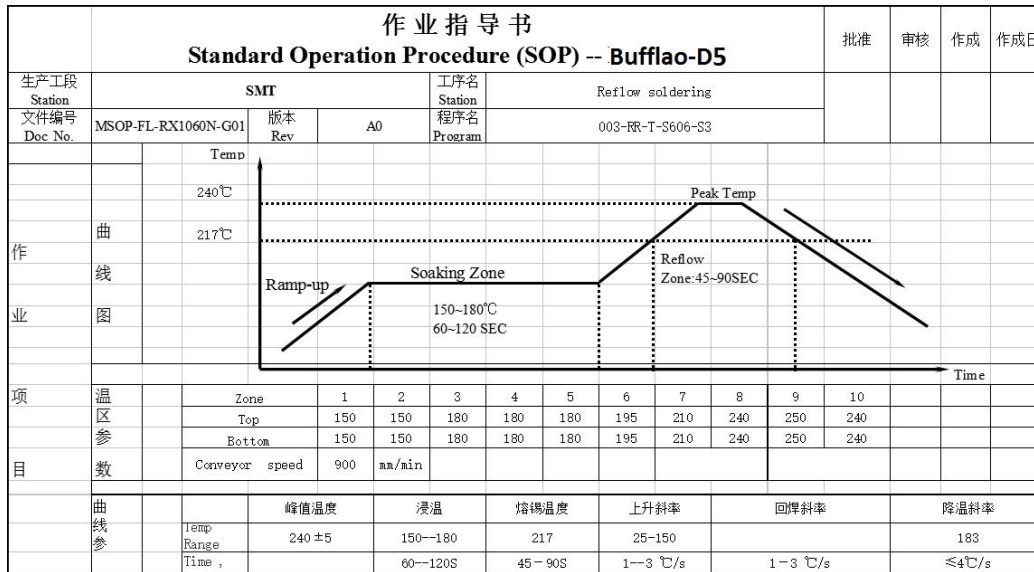 作 业 指 导 书
Standard Operation Procedure (SOP) -- Bufflao-D5
批准 审核 作成 作成日
生产工段 Station SMT 工序名 Station Reflow soldering
文件编号 Doc No. MSOP-FL-RX1060N-G01 版本 Rev A0 程序名 Program 003-RR-T-S606-S3
作 业 项 目
曲 线 图
Temp
240℃
Peak Temp
217℃
Reflow
Zone:45~90SEC
Soaking Zone
Ramp-up
150~180℃
60~120 SEC
Time
温 区 参 数
Zone 1 2 3 4 5 6 7 8 9 10
Top 150 150 180 180 180 195 210 240 250 240
Bottom 150 150 180 180 180 195 210 240 250 240
Conveyor speed 900 mm/min
曲 线 参
峰值温度 浸温 熔锡温度 上升斜率 回焊斜率 降温斜率
Temp Range 240±5 150--180 217 25-150 183
Time , 60--120S 45-90S 1--3 ℃/s 1-3 ℃/s ≤4℃/s